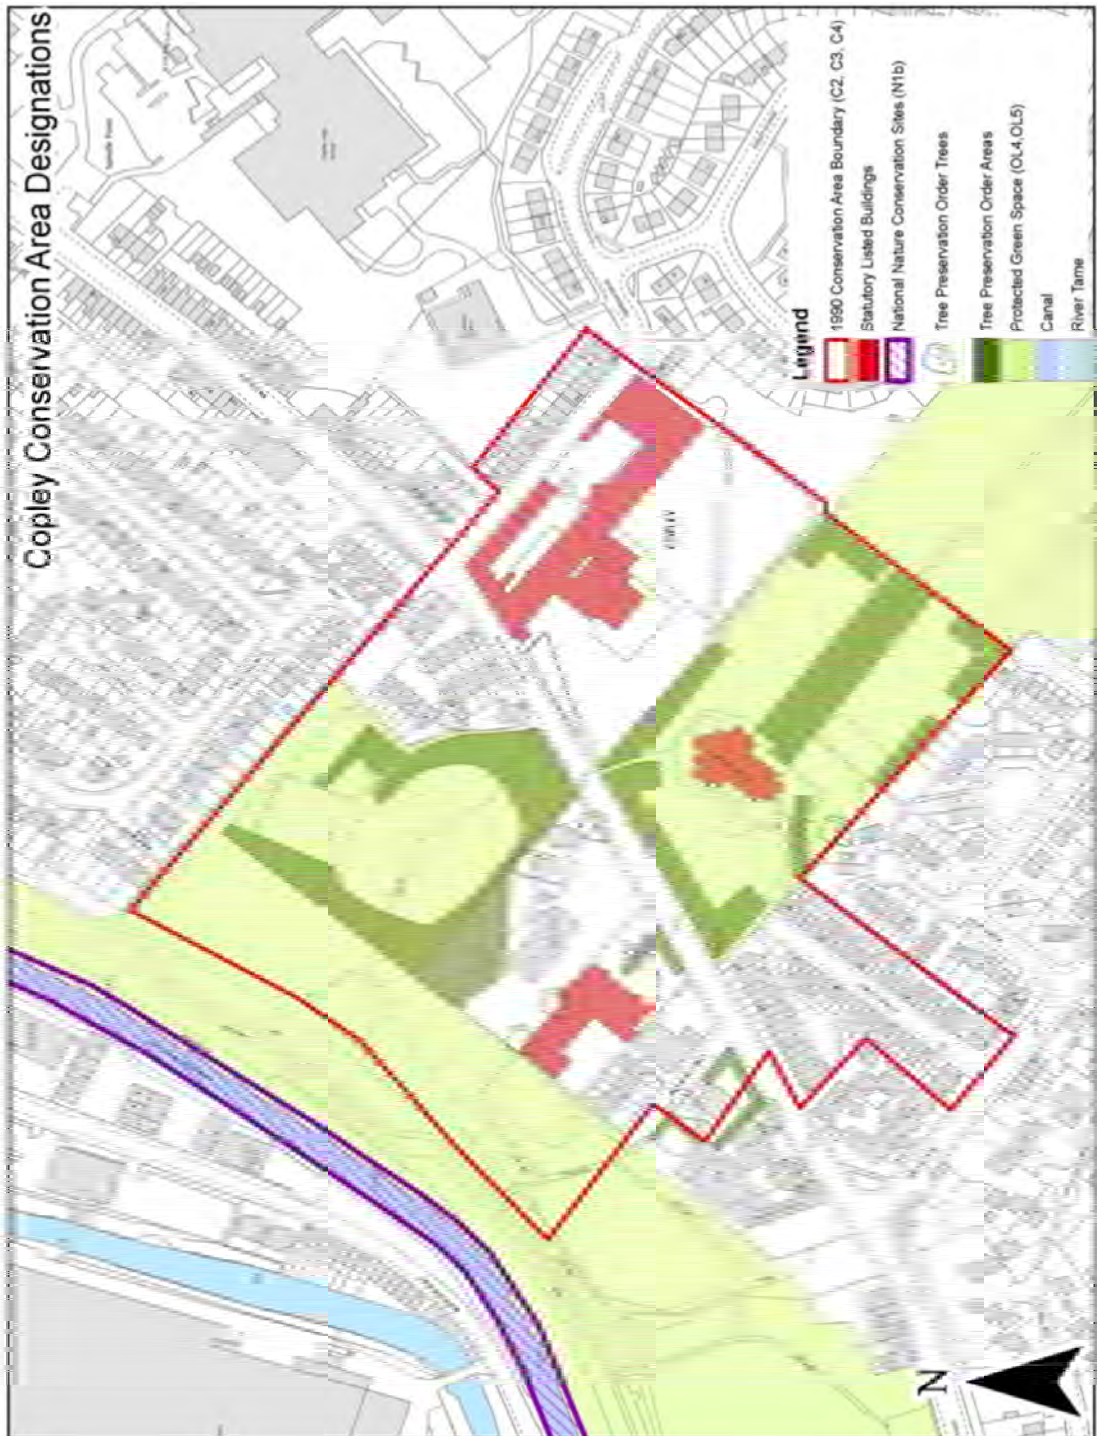 Copley Conservation Area Designations
Legend
1990 Conservation Area Boundary (C2, C3, C4)
Statutory Listed Buildings
National Nature Conservation Sites (N1b)
Tree Preservation Order Trees
Tree Preservation Order Areas
Protected Green Space (OL4,OL5)
Canal
River Tame
N